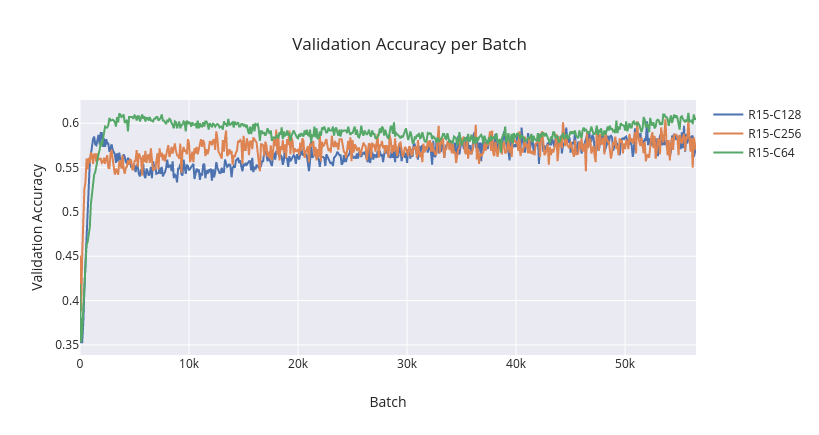 Validation Accuracy per Batch
Validation Accuracy
0.6
0.55
0.5
0.45
0.4
0.35
0
10k
20k
30k
40k
50k
Batch
R15-C128
R15-C256
R15-C64